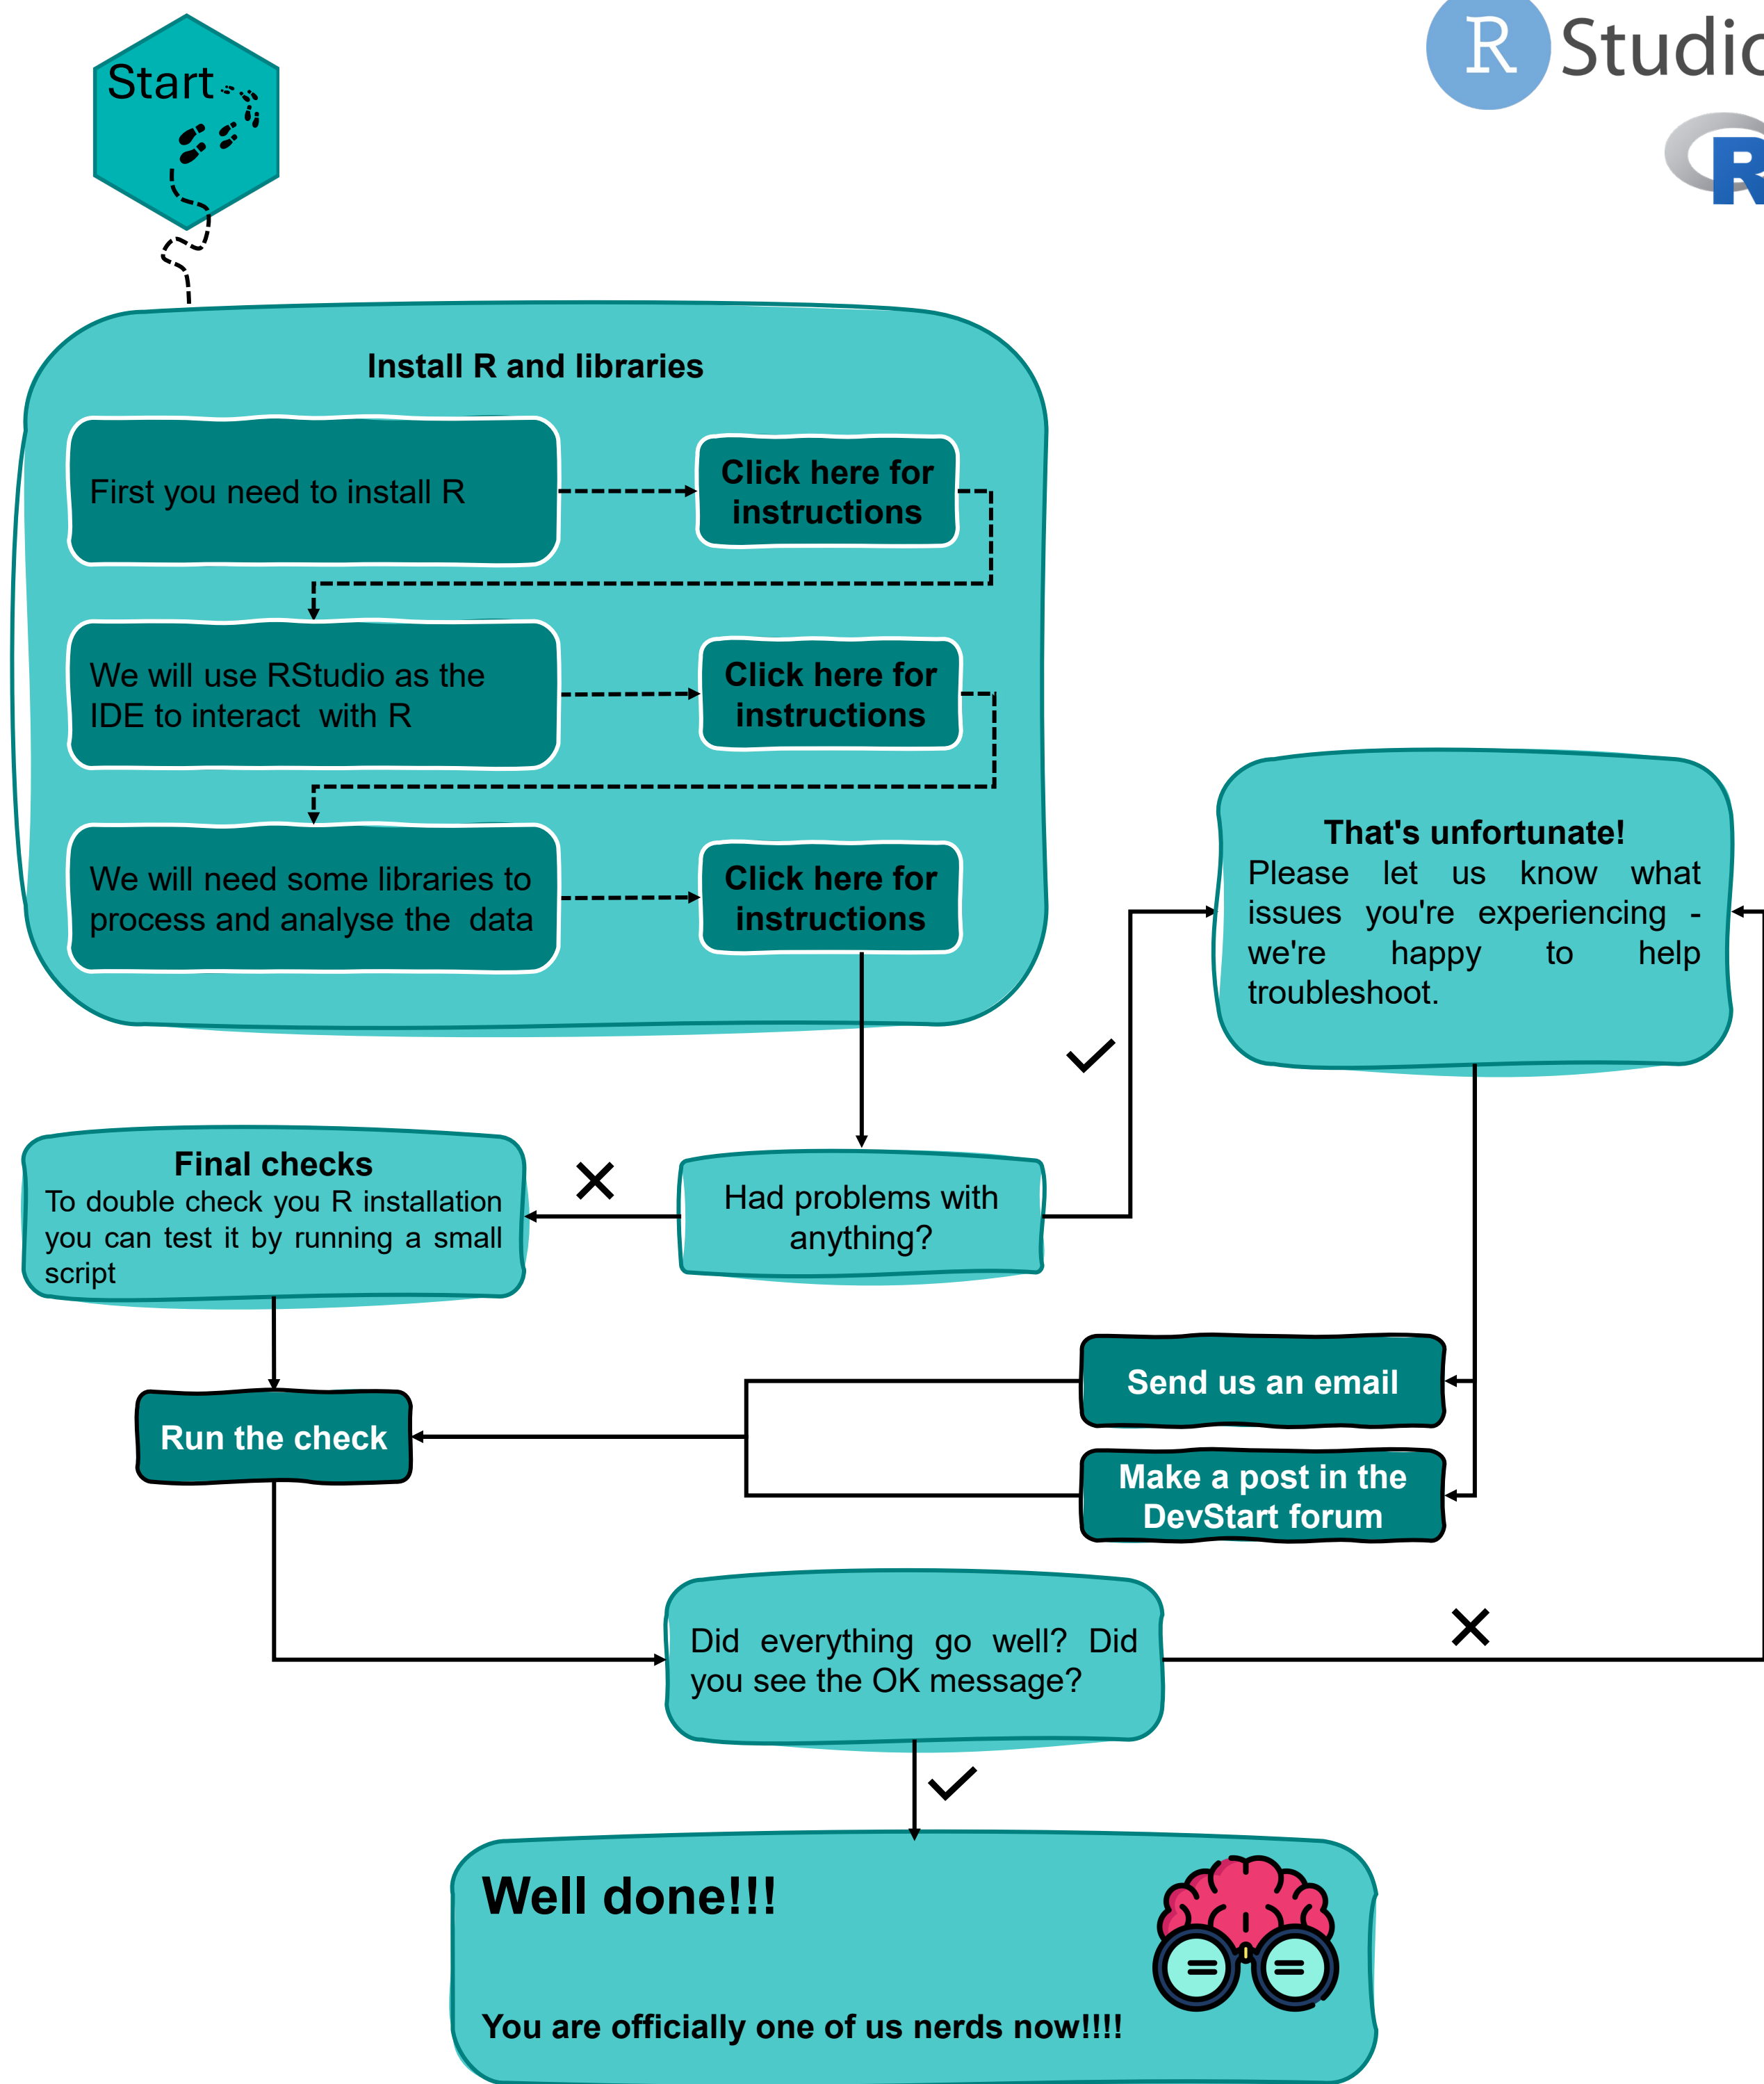 Start
R Studio
R
Install R and libraries
First you need to install R
Click here for
instructions
We will use RStudio as the
IDE to interact with R
Click here for
instructions
We will need some libraries to
process and analyse the data
Click here for
instructions
That's unfortunate!
Please let us know what
issues you're experiencing -
we're happy to help
troubleshoot.
Had problems with
anything?
Final checks
To double check you R installation
you can test it by running a small
script
Send us an email
Run the check
Make a post in the
DevStart forum
Did everything go well? Did
you see the OK message?
Well done!!!
You are officially one of us nerds now!!!!